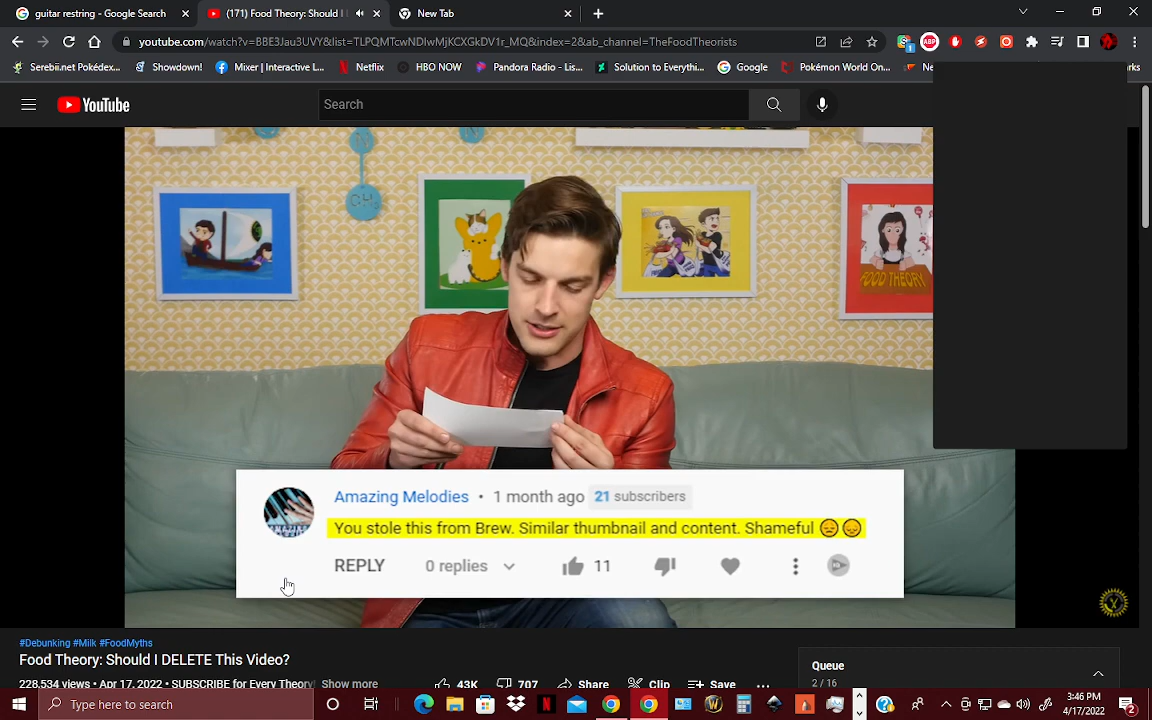 guitar restring - Google Search
(171) Food Theory: Should I
New Tab
youtube.com/watch?v=BBE3Jau3UVY&list=TLPQMTcwNDIwMjKCXGkDV1r_MQ&index=2&ab_channel=TheFoodTheorists
Serebii.net Pokédex...
Showdown!
Mixer | Interactive L...
Netflix
HBO NOW
Pandora Radio - Lis...
Solution to Everythi...
Google
Pokémon World On...
YouTube
Search
CH₃
FOOD THEORY
Amazing Melodies • 1 month ago 21 subscribers
You stole this from Brew. Similar thumbnail and content. Shameful 😞😞
REPLY 0 replies 11
#Debunking #Milk #FoodMyths
Food Theory: Should I DELETE This Video?
228,534 views • Apr 17, 2022 • SUBSCRIBE for Every Theory! Show more
43K 707 Share Clip Save ...
Queue
2 / 16
Type here to search
3:46 PM
4/17/2022
2